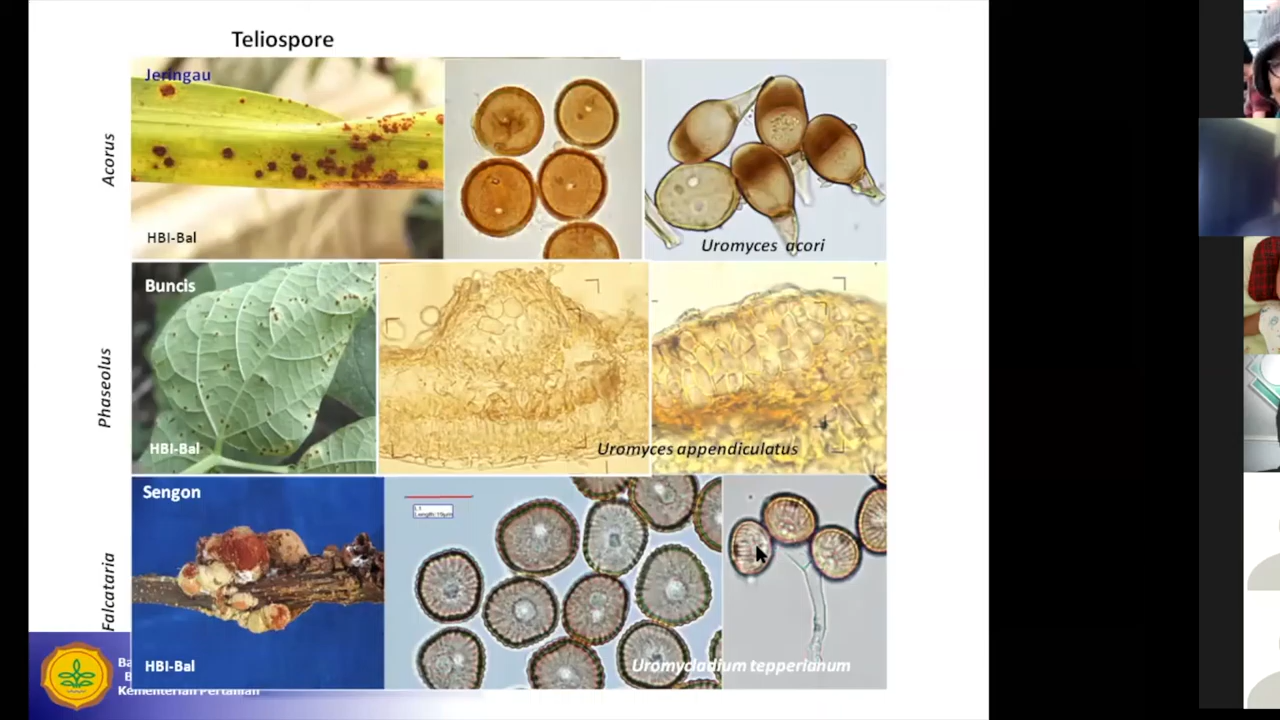 Teliospore
Jeringau
Acorus
HBI-Bal
Uromyces acori
Buncis
Phaseolus
HBI-Bal
Uromyces appendiculatus
Sengon
Falcataria
HBI-Bal
Uromycladium tepperianum
Ba
B
Kementerian Pertanian